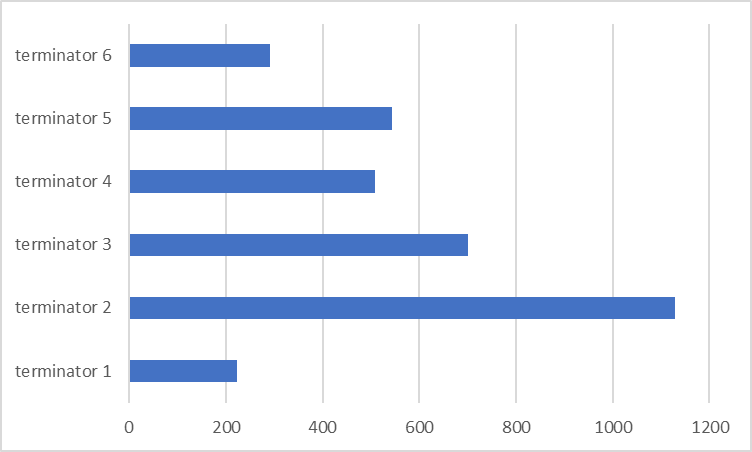 terminator 6
terminator 5
terminator 4
terminator 3
terminator 2
terminator 1
0 200 400 600 800 1000 1200